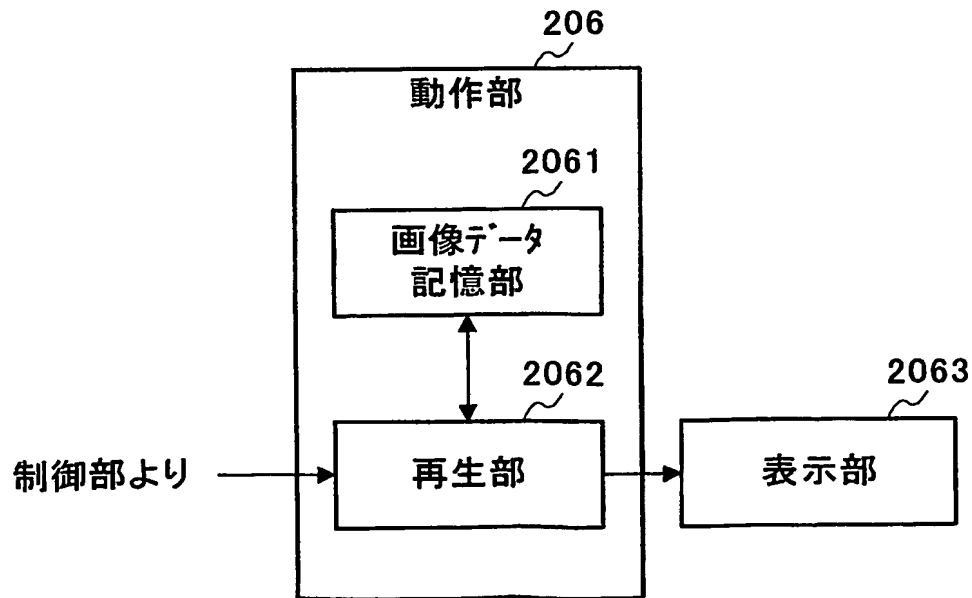 206
動作部
2061
画像データ
記憶部
2062
2063
制御部より
再生部
表示部